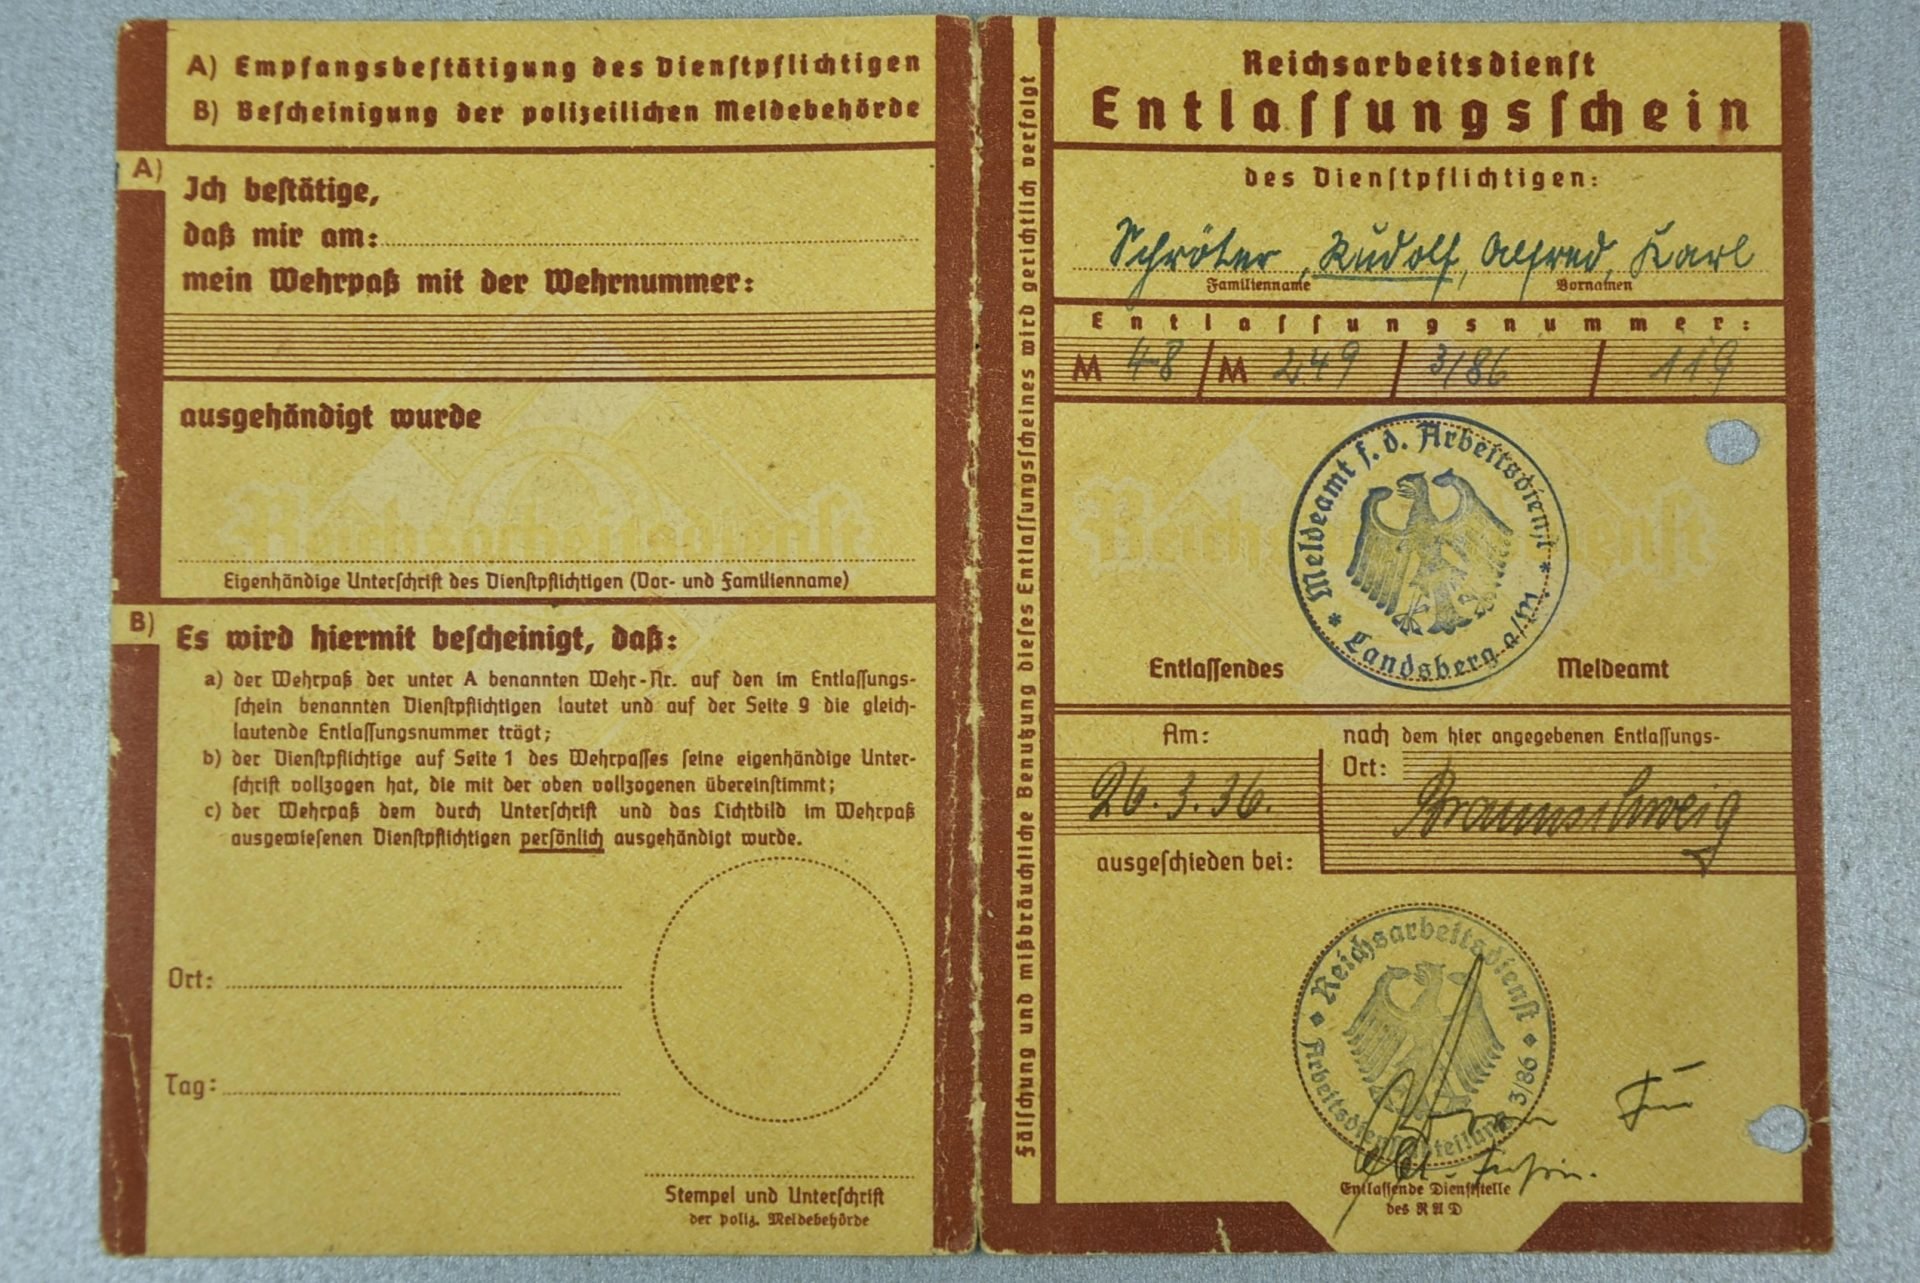 A) Empfangsbestätigung des Dienstpflichtigen
B) Bescheinigung der polizeilichen Meldebehörde
A)
Ich bestätige,
daß mir am:
mein Wehrpaß mit der Wehrnummer:
ausgehändigt wurde
Reichsarbeitsdienst
Eigenhändige Unterschrift des Dienstpflichtigen (Vor- und Familienname)
B)
Es wird hiermit bescheinigt, daß:
a) der Wehrpaß der unter A benannten Wehr-Nr. auf den im Entlassungs-
schein benannten Dienstpflichtigen lautet und auf der Seite 9 die gleich-
lautende Entlassungsnummer trägt;
b) der Dienstpflichtige auf Seite 1 des Wehrpasses seine eigenhändige Unter-
schrift vollzogen hat, die mit der oben vollzogenen übereinstimmt;
c) der Wehrpaß dem durch Unterschrift und das Lichtbild im Wehrpaß
ausgewiesenen Dienstpflichtigen persönlich ausgehändigt wurde.
Ort:
Tag:
Stempel und Unterschrift
der poliz. Meldebehörde
Fälschung und mißbräuchliche Benutzung dieses Entlassungsscheines wird gerichtlich verfolgt
Reichsarbeitsdienst
Entlassungsschein
des Dienstpflichtigen:
Schröter, Rudolf, Alfred, Karl
Familienname Vornamen
Entlassungsnummer:
M 48 / M 249 / 3/86 / 119
Reichsarbeitsdienst
Meldeamt f. d. Arbeitsdienst
* Landsberg a/W. *
Entlassendes Meldeamt
Am: nach dem hier angegebenen Entlassungs-
Ort:
26.3.36. Braunschweig
ausgeschieden bei:
Reichsarbeitsdienst
Arbeitsdienstabteilung 3/86
Entlassende Dienststelle
des RAD